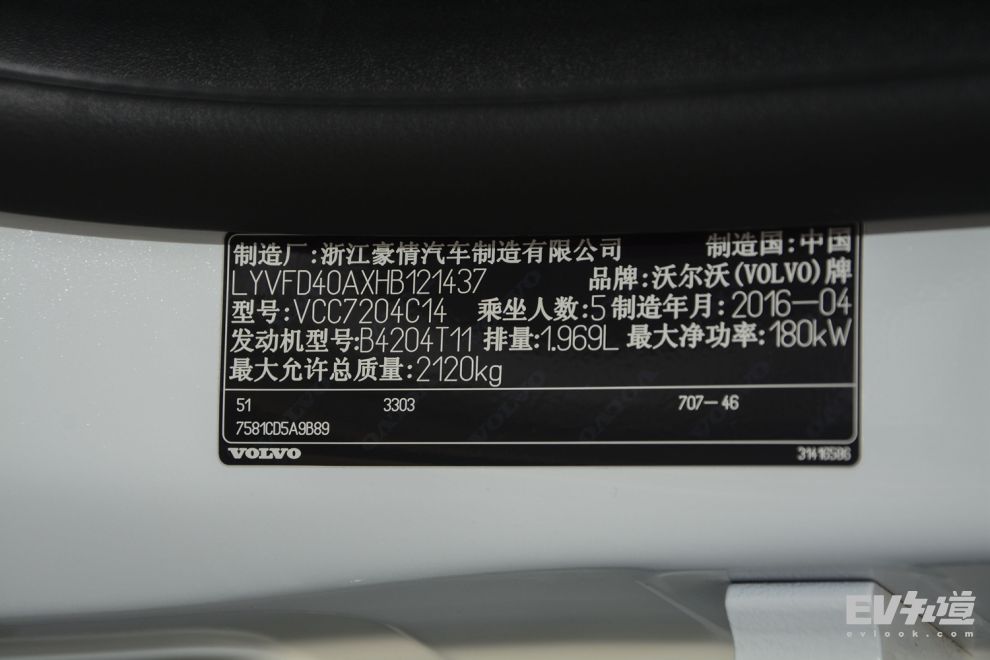 制造厂:浙江豪情汽车制造有限公司 制造国:中国
LYVFD40AXHB121437 品牌:沃尔沃(VOLVO)牌
型号:VCC7204C14 乘坐人数:5 制造年月:2016-04
发动机型号:B4204T11 排量:1.969L 最大净功率:180kW
最大允许总质量:2120kg
51 3303 707-46
7581CD5A9B89
VOLVO 31416586
EV知道
evlook.com